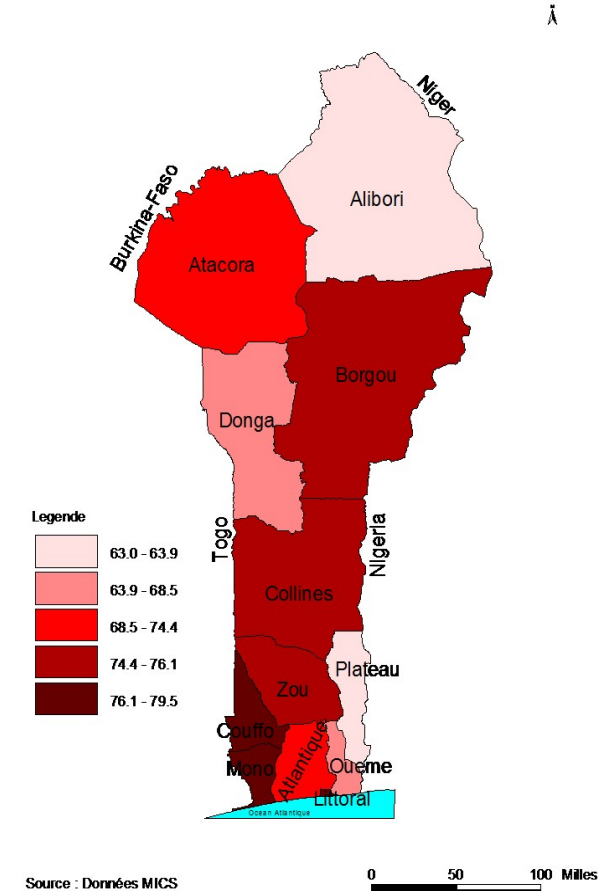 Ä
Niger
Burkina-Faso
Alibori
Atacora
Borgou
Donga
Legende
63.0 - 63.9
63.9 - 68.5
68.5 - 74.4
74.4 - 76.1
76.1 - 79.5
Togo
Nigeria
Collines
Plateau
Zou
Couffo
Atlantique
Mono
Oueme
Littoral
Ocean Atlantique
Source : Données MICS
0 50 100 Milles